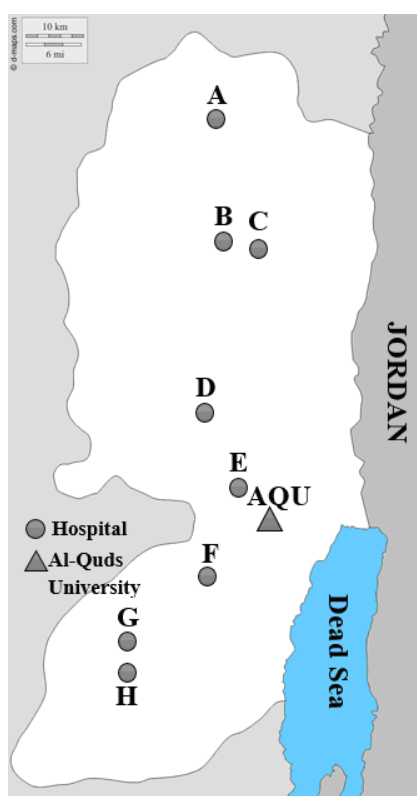 10 km
6 mi
© d-maps.com
A
B
C
D
E
AQU
JORDAN
Hospital
Al-Quds
University
F
G
H
Dead Sea